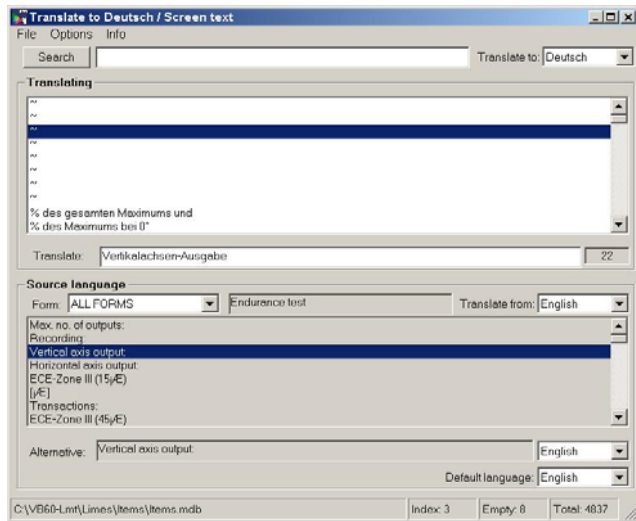 Translate to Deutsch / Screen text
File Options Info
Search Translate to: Deutsch
Translating
~
~
~
~
~
~
~
~
% des gesamten Maximums und
% des Maximums bei 0°
Translate: Vertikalachsen-Ausgabe 22
Source language
Form: ALL FORMS Endurance test Translate from: English
Max. no. of outputs:
Recording:
Vertical axis output:
Horizontal axis output:
ECE-Zone III (15µÆ)
[µÆ]
Transactions:
ECE-Zone III (45µÆ)
Alternative: Vertical axis output: English
Default language: English
C:\VB60-Lmt\Limes\Items\Items.mdb Index: 3 Empty: 8 Total: 4837